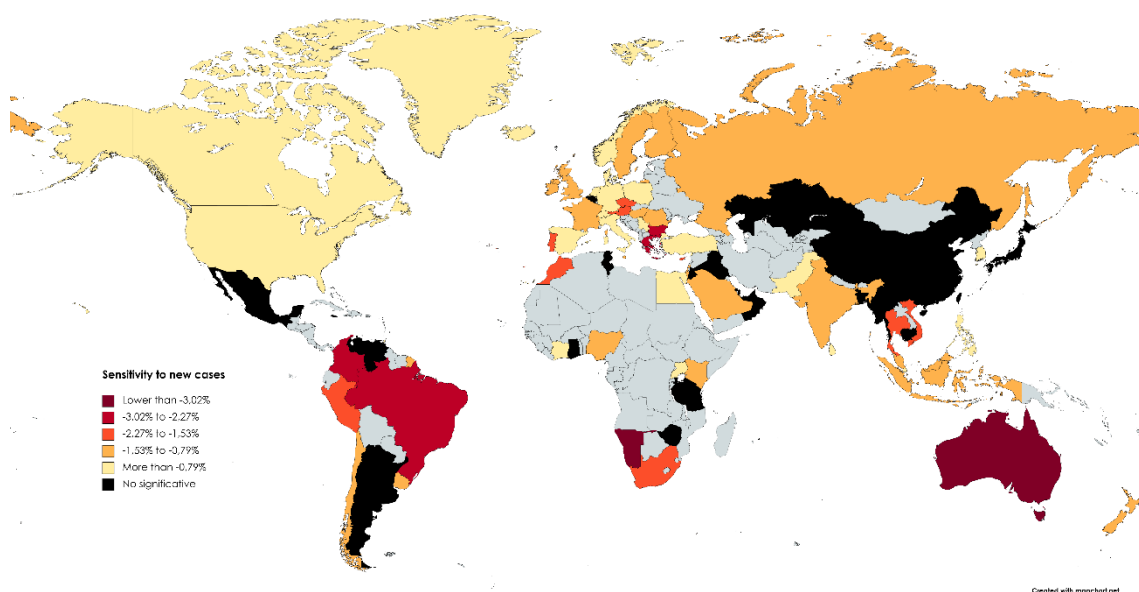 Sensitivity to new cases
Lower than -3,02%
-3.02% to -2.27%
-2.27% to -1,53%
-1.53% to -0,79%
More than -0.79%
No significative
Created with mapchart.net